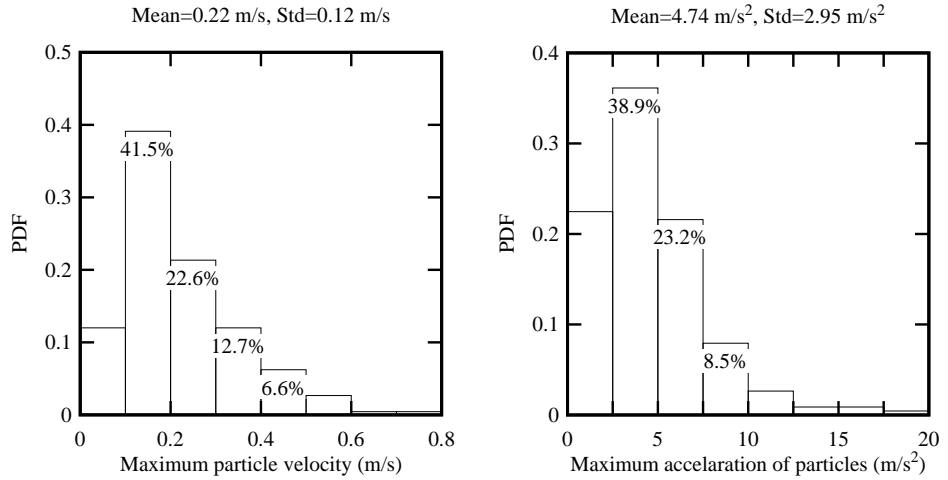 Mean=0.22 m/s, Std=0.12 m/s
0.5
0.4
0.3
0.2
0.1
0
PDF
41.5%
22.6%
12.7%
6.6%
0 0.2 0.4 0.6 0.8
Maximum particle velocity (m/s)
Mean=4.74 m/s², Std=2.95 m/s²
0.4
0.3
0.2
0.1
0
PDF
38.9%
23.2%
8.5%
0 5 10 15 20
Maximum accelaration of particles (m/s²)